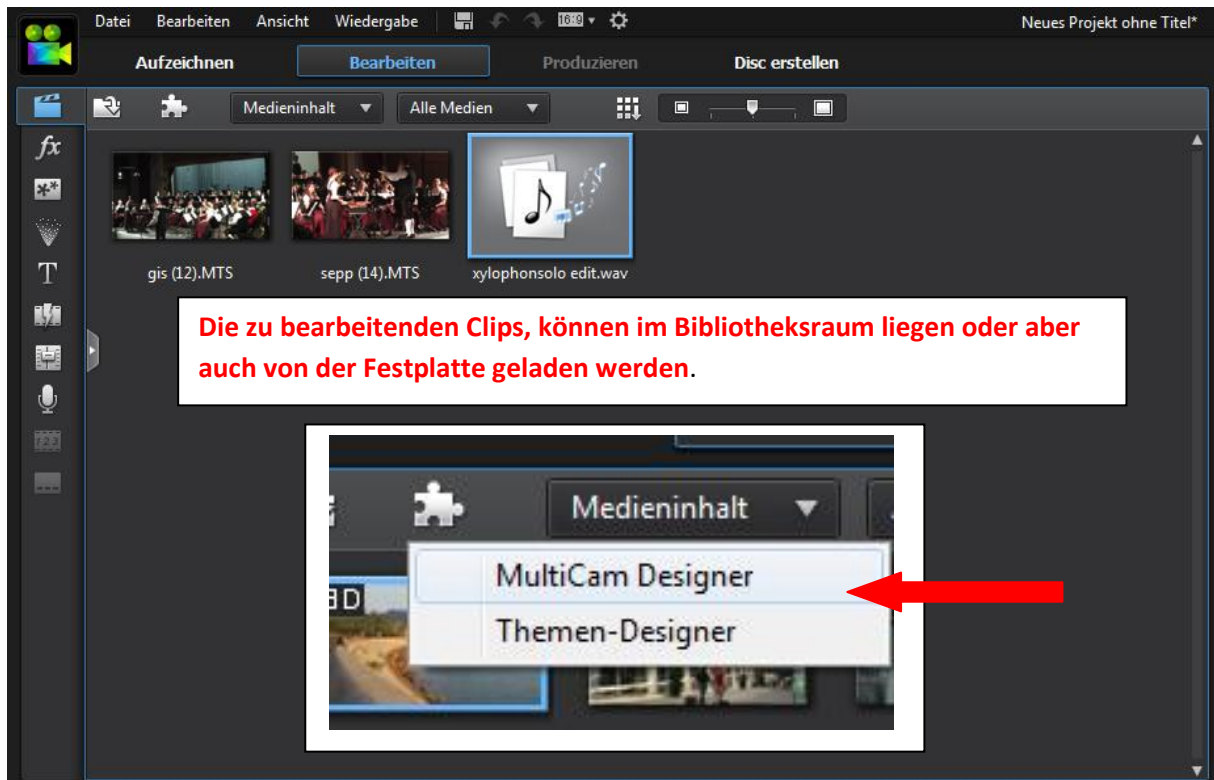 Datei Bearbeiten Ansicht Wiedergabe 16:9 Neues Projekt ohne Titel*
Aufzeichnen Bearbeiten Produzieren Disc erstellen
Medieninhalt Alle Medien
fx
T
123
gis (12).MTS sepp (14).MTS xylophonsolo edit.wav
Die zu bearbeitenden Clips, können im Bibliotheksraum liegen oder aber
auch von der Festplatte geladen werden.
Medieninhalt
MultiCam Designer
3D
Themen-Designer